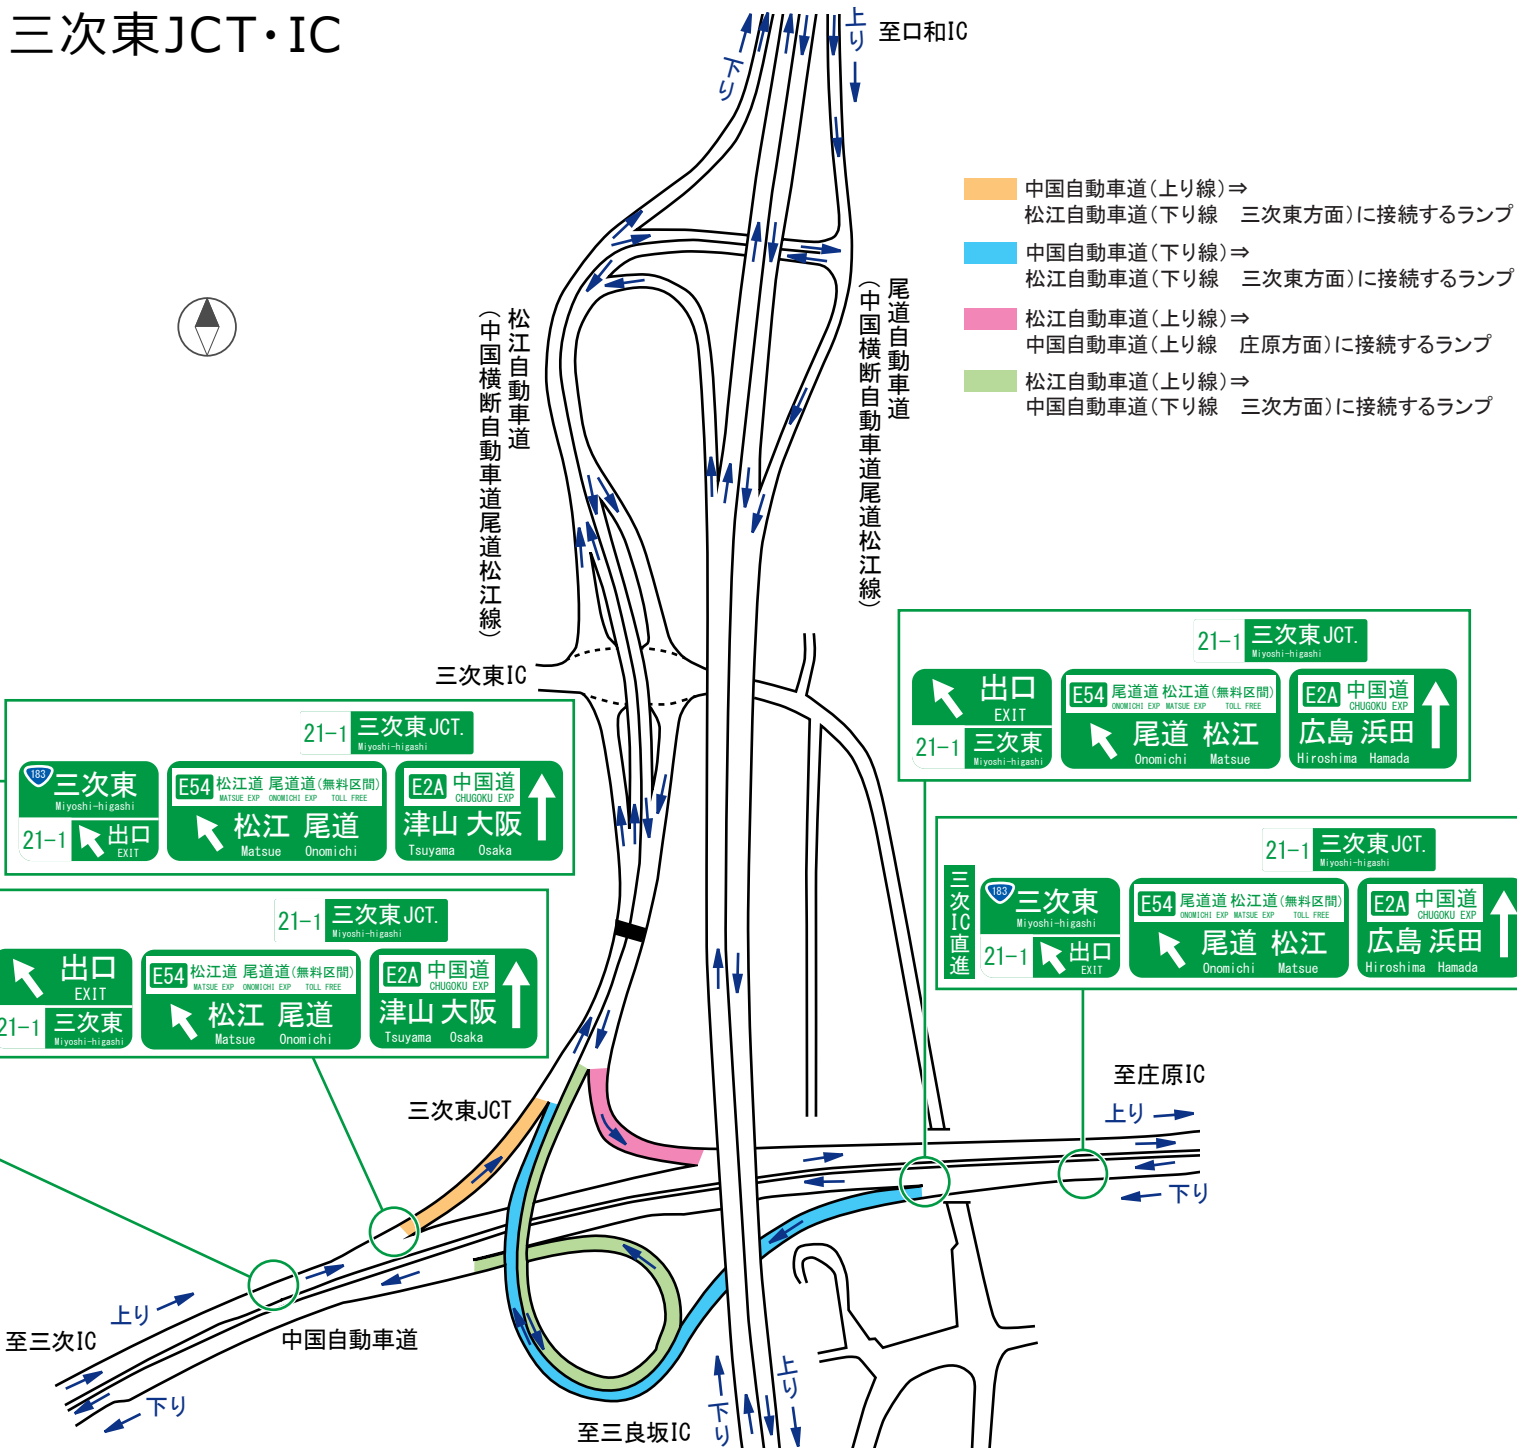 三次東JCT・IC
上り
至口和IC
下り
中国自動車道(上り線)⇒
松江自動車道(下り線 三次東方面)に接続するランプ
中国自動車道(下り線)⇒
松江自動車道(下り線 三次東方面)に接続するランプ
松江自動車道(上り線)⇒
中国自動車道(上り線 庄原方面)に接続するランプ
松江自動車道(上り線)⇒
中国自動車道(下り線 三次方面)に接続するランプ
松江自動車道
(中国横断自動車道尾道松江線)
尾道自動車道
(中国横断自動車道尾道松江線)
三次東IC
21-1 三次東JCT.
Miyoshi-higashi
出口
EXIT
21-1 三次東
Miyoshi-higashi
E54 尾道道 松江道(無料区間)
ONOMICHI EXP MATSUE EXP TOLL FREE
尾道 松江
Onomichi Matsue
E2A 中国道
CHUGOKU EXP
広島 浜田
Hiroshima Hamada
21-1 三次東JCT.
Miyoshi-higashi
183 三次東
Miyoshi-higashi
21-1 出口
EXIT
E54 松江道 尾道道(無料区間)
MATSUE EXP ONOMICHI EXP TOLL FREE
松江 尾道
Matsue Onomichi
E2A 中国道
CHUGOKU EXP
津山 大阪
Tsuyama Osaka
21-1 三次東JCT.
Miyoshi-higashi
三次IC直進
183 三次東
Miyoshi-higashi
21-1 出口
EXIT
E54 尾道道 松江道(無料区間)
ONOMICHI EXP MATSUE EXP TOLL FREE
尾道 松江
Onomichi Matsue
E2A 中国道
CHUGOKU EXP
広島 浜田
Hiroshima Hamada
21-1 三次東JCT.
Miyoshi-higashi
出口
EXIT
21-1 三次東
Miyoshi-higashi
E54 松江道 尾道道(無料区間)
MATSUE EXP ONOMICHI EXP TOLL FREE
松江 尾道
Matsue Onomichi
E2A 中国道
CHUGOKU EXP
津山 大阪
Tsuyama Osaka
三次東JCT
至庄原IC
上り
下り
上り
至三次IC
中国自動車道
下り
至三良坂IC
下り
上り